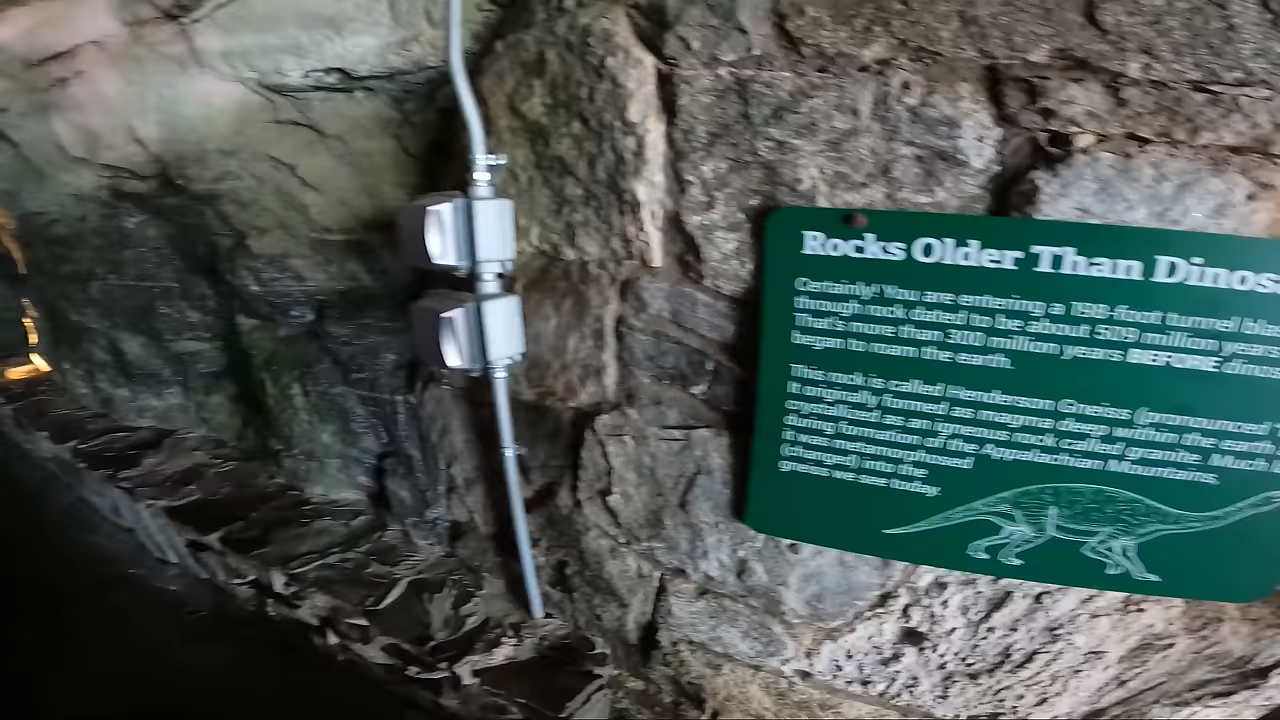 Rocks Older Than Dinos
Certainly! You are entering a 198-foot tunnel bla
through rock dated to be about 509 million years
That's more than 300 million years BEFORE dinos
began to roam the earth.
This rock is called Henderson Gneiss (pronounced
It originally formed as magma deep within the earth,
crystallized as an igneous rock called granite. Much
during formation of the Appalachian Mountains,
it was metamorphosed
(changed) into the
gneiss we see today.